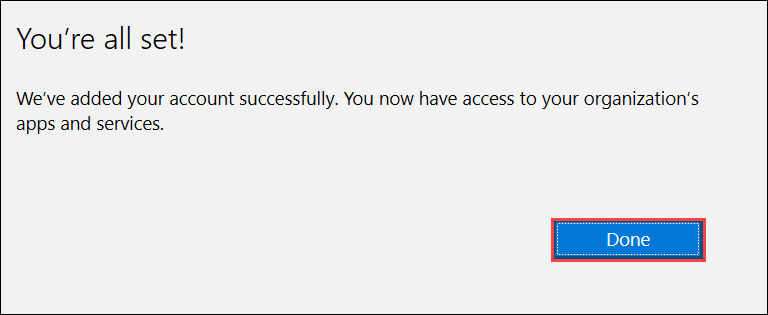 You’re all set!
We’ve added your account successfully. You now have access to your organization’s
apps and services.
Done